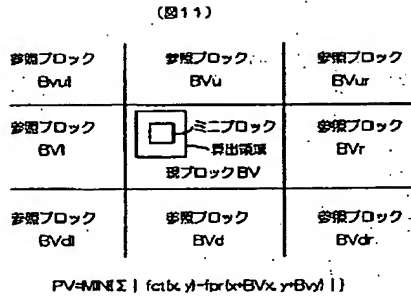 (図11)
参照ブロック 参照ブロック 参照ブロック
Bvul BVu BVur
参照ブロック ミニブロック 参照ブロック
BVl 算出領域 BVr
現ブロックBV
参照ブロック 参照ブロック 参照ブロック
BVdl BVd BVdr
PV=MIN{Σ | fct(x,y)-fpr(x+BVx,y+BVy) | }